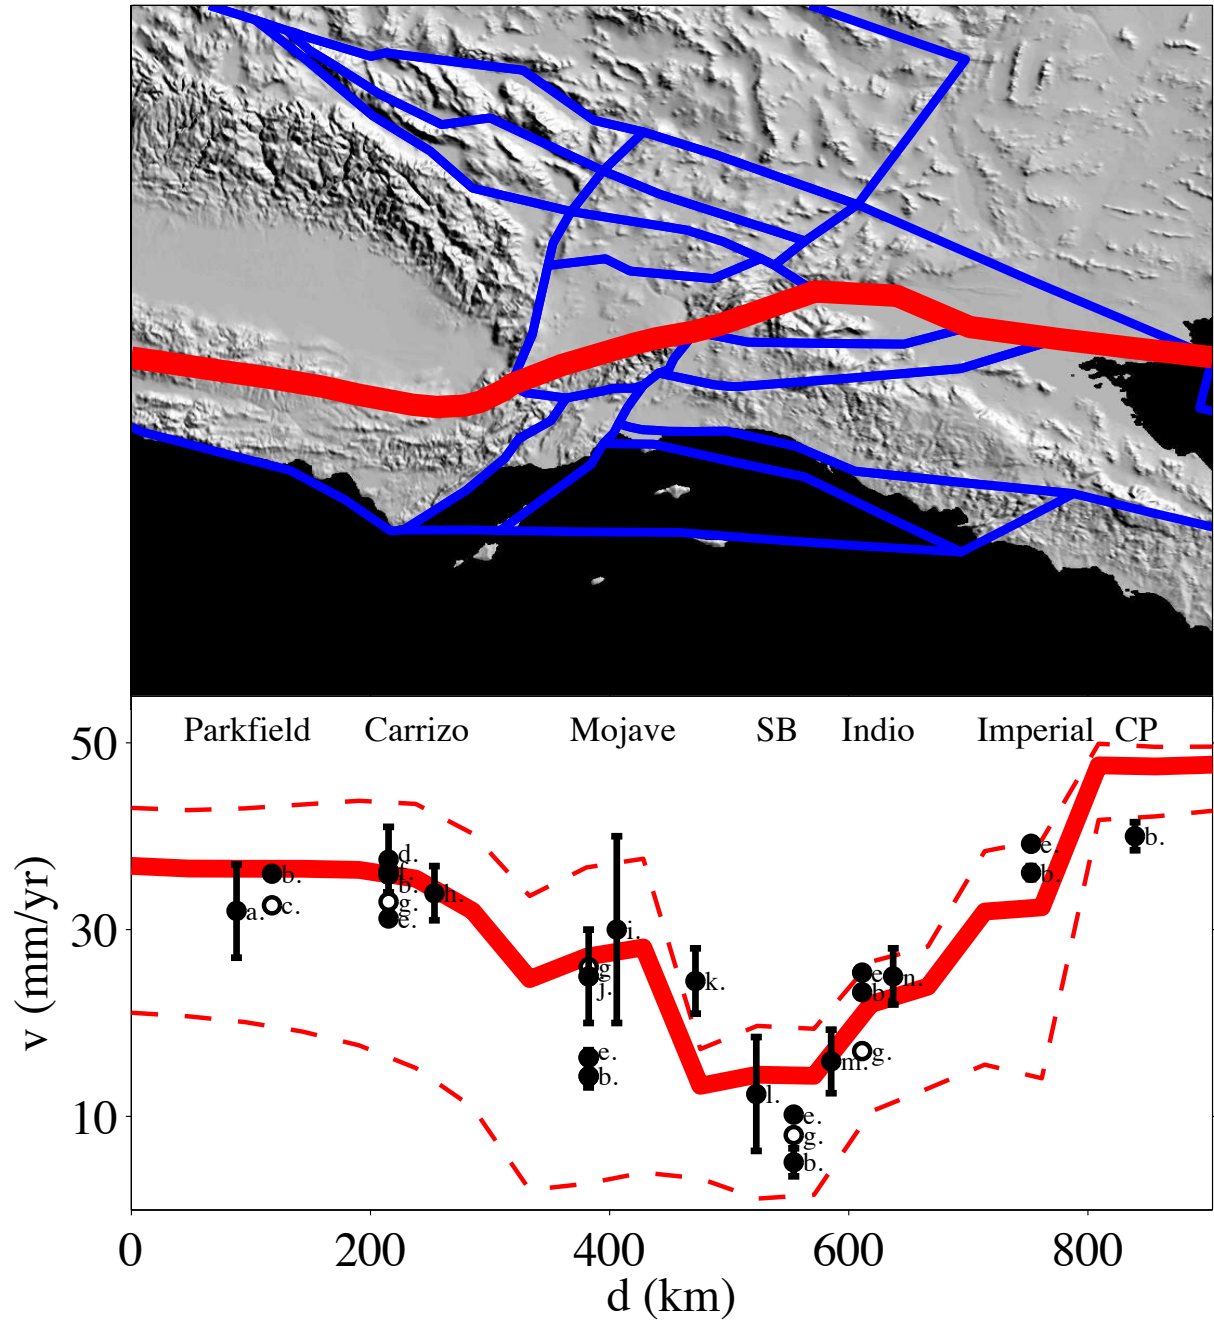 Parkfield Carrizo Mojave SB Indio Imperial CP
50
30
10
v (mm/yr)
a.
b.
c.
d.
f.
b.
g.
e.
h.
g.
j.
e.
b.
i.
k.
l.
e.
g.
b.
m.
e.
b.
g.
n.
e.
b.
b.
0 200 400 600 800
d (km)